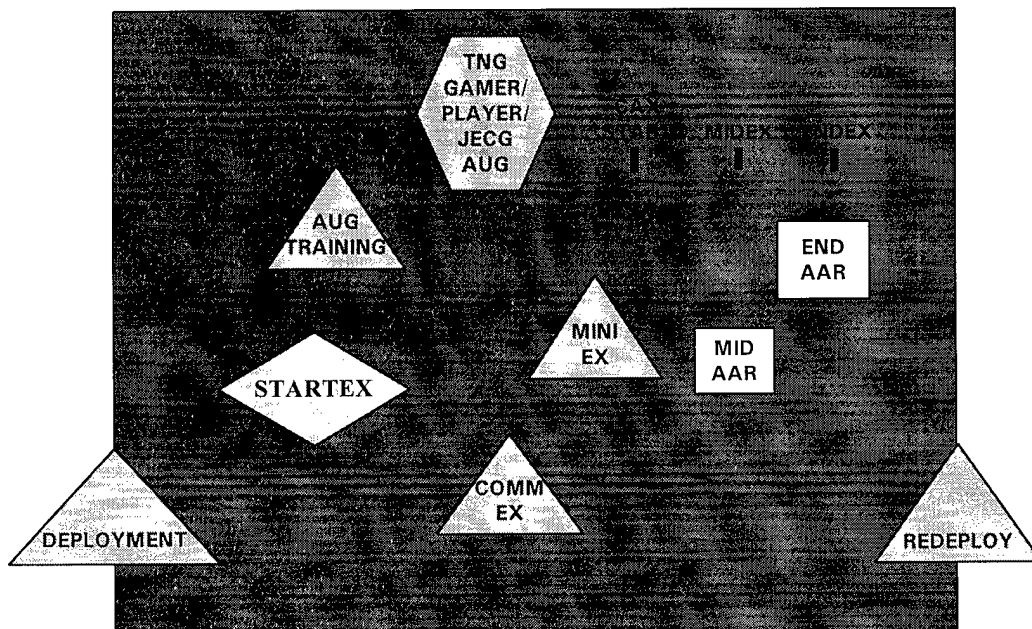 TNG
GAMER/
PLAYER/
JECG
AUG
CAX
MIDEX
AUG
TRAINING
END
AAR
MINI
EX
MID
AAR
STARTEX
COMM
EX
DEPLOYMENT
REDEPLOY